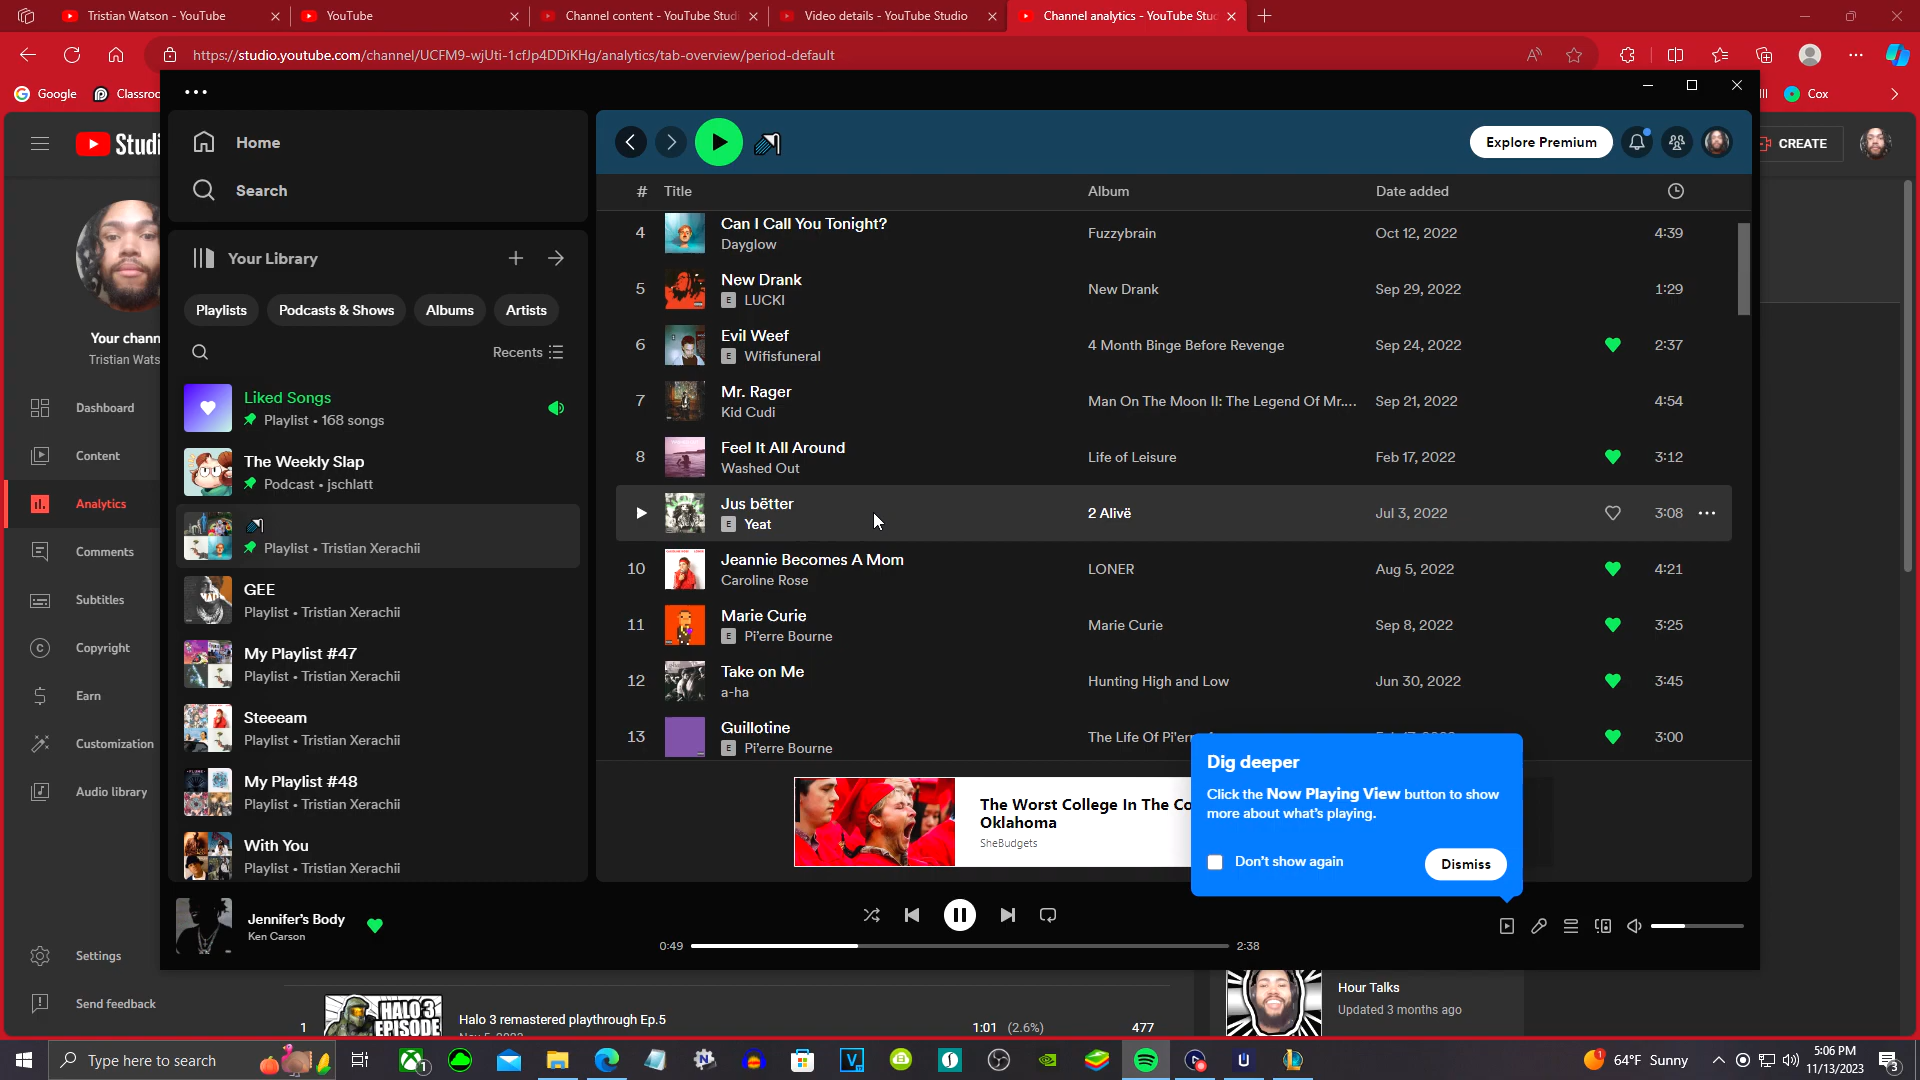 Tristian Watson - YouTube
YouTube
Channel content - YouTube Studi
Video details - YouTube Studio
Channel analytics - YouTube Stud
https://studio.youtube.com/channel/UCFM9-wjUti-1cfJp4DDiKHg/analytics/tab-overview/period-default
Google
Classroo
Cox
Studi
CREATE
Your chann
Tristian Wats
Dashboard
Content
Analytics
Comments
Subtitles
Copyright
Earn
Customization
Audio library
Settings
Send feedback
Home
Search
Your Library
Playlists
Podcasts & Shows
Albums
Artists
Recents
Liked Songs
Playlist • 168 songs
The Weekly Slap
Podcast • jschlatt
Playlist • Tristian Xerachii
GEE
Playlist • Tristian Xerachii
My Playlist #47
Playlist • Tristian Xerachii
Steeeam
Playlist • Tristian Xerachii
My Playlist #48
Playlist • Tristian Xerachii
With You
Playlist • Tristian Xerachii
Explore Premium
# Title Album Date added
4 Can I Call You Tonight? Fuzzybrain Oct 12, 2022 4:39
Dayglow
5 New Drank New Drank Sep 29, 2022 1:29
E LUCKI
6 Evil Weef 4 Month Binge Before Revenge Sep 24, 2022 2:37
E Wifisfuneral
7 Mr. Rager Man On The Moon II: The Legend Of Mr.... Sep 21, 2022 4:54
Kid Cudi
8 Feel It All Around Life of Leisure Feb 17, 2022 3:12
Washed Out
Jus bëtter 2 Alivë Jul 3, 2022 3:08
E Yeat
10 Jeannie Becomes A Mom LONER Aug 5, 2022 4:21
Caroline Rose
11 Marie Curie Marie Curie Sep 8, 2022 3:25
E Pi'erre Bourne
12 Take on Me Hunting High and Low Jun 30, 2022 3:45
a-ha
13 Guillotine The Life Of Pi'err 3:00
E Pi'erre Bourne
The Worst College In The Co
Oklahoma
SheBudgets
Dig deeper
Click the Now Playing View button to show
more about what's playing.
Don't show again
Dismiss
Jennifer's Body
Ken Carson
0:49
2:38
1
HALO 3
EPISODE
Halo 3 remastered playthrough Ep.5
1:01 (2.6%)
477
Hour Talks
Updated 3 months ago
Type here to search
64°F Sunny
5:06 PM
11/13/2023